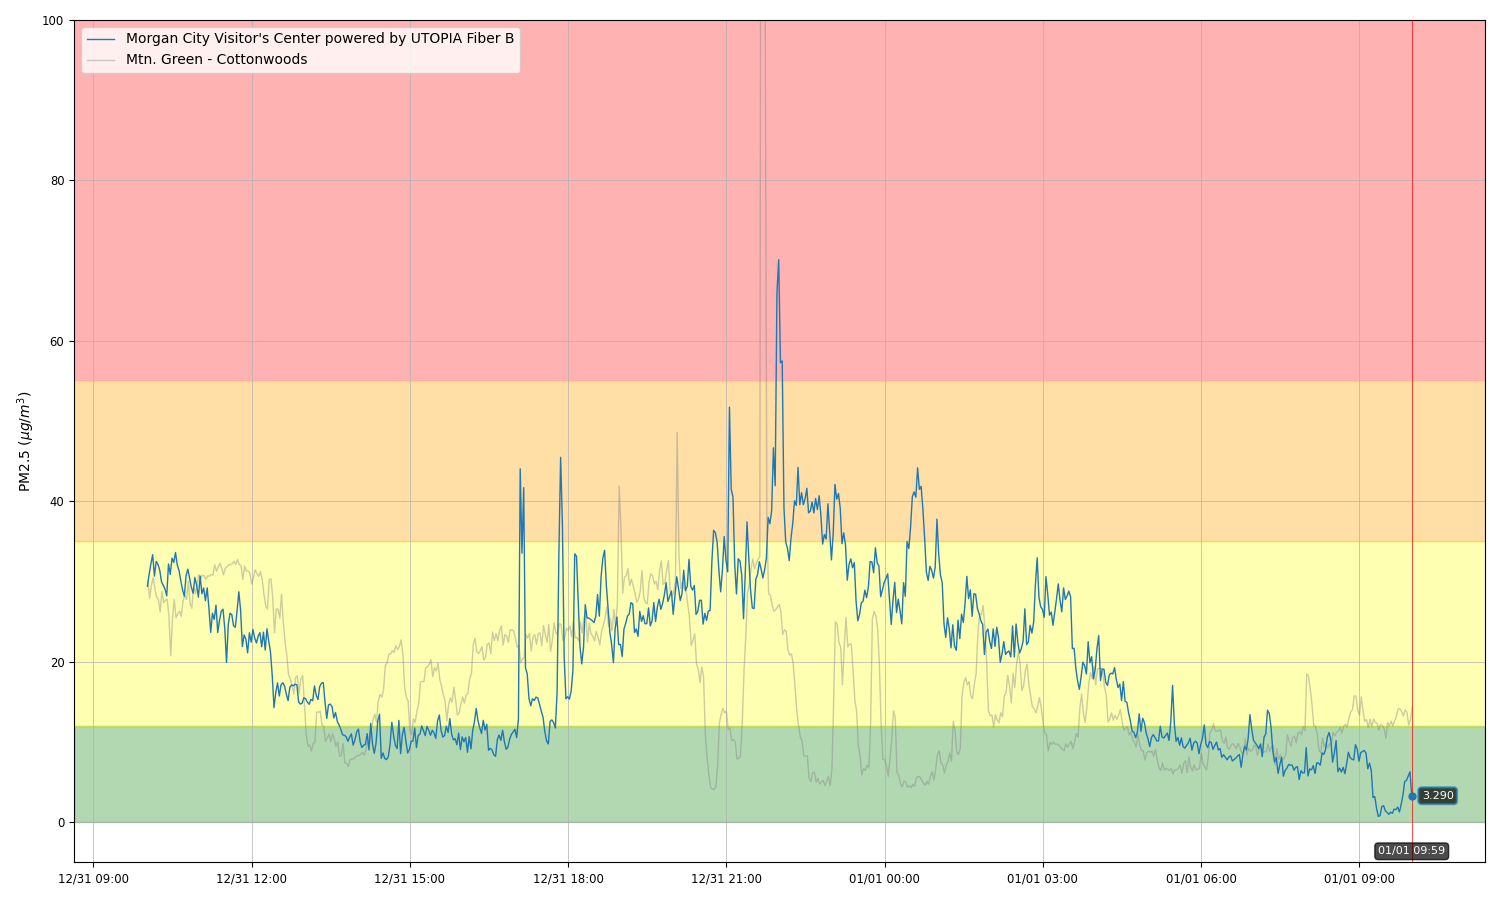 100
Morgan City Visitor's Center powered by UTOPIA Fiber B
Mtn. Green - Cottonwoods
80
60
40
20
0
PM2.5 (μg/m³)
3.290
01/01 09:59
12/31 09:00 12/31 12:00 12/31 15:00 12/31 18:00 12/31 21:00 01/01 00:00 01/01 03:00 01/01 06:00 01/01 09:00